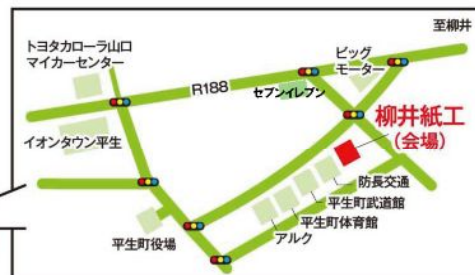 至柳井
トヨタカローラ山口
マイカーセンター
ビッグ
モーター
R188
セブンイレブン
柳井紙工
(会場)
イオンタウン平生
防長交通
平生町武道館
平生町体育館
アルク
平生町役場